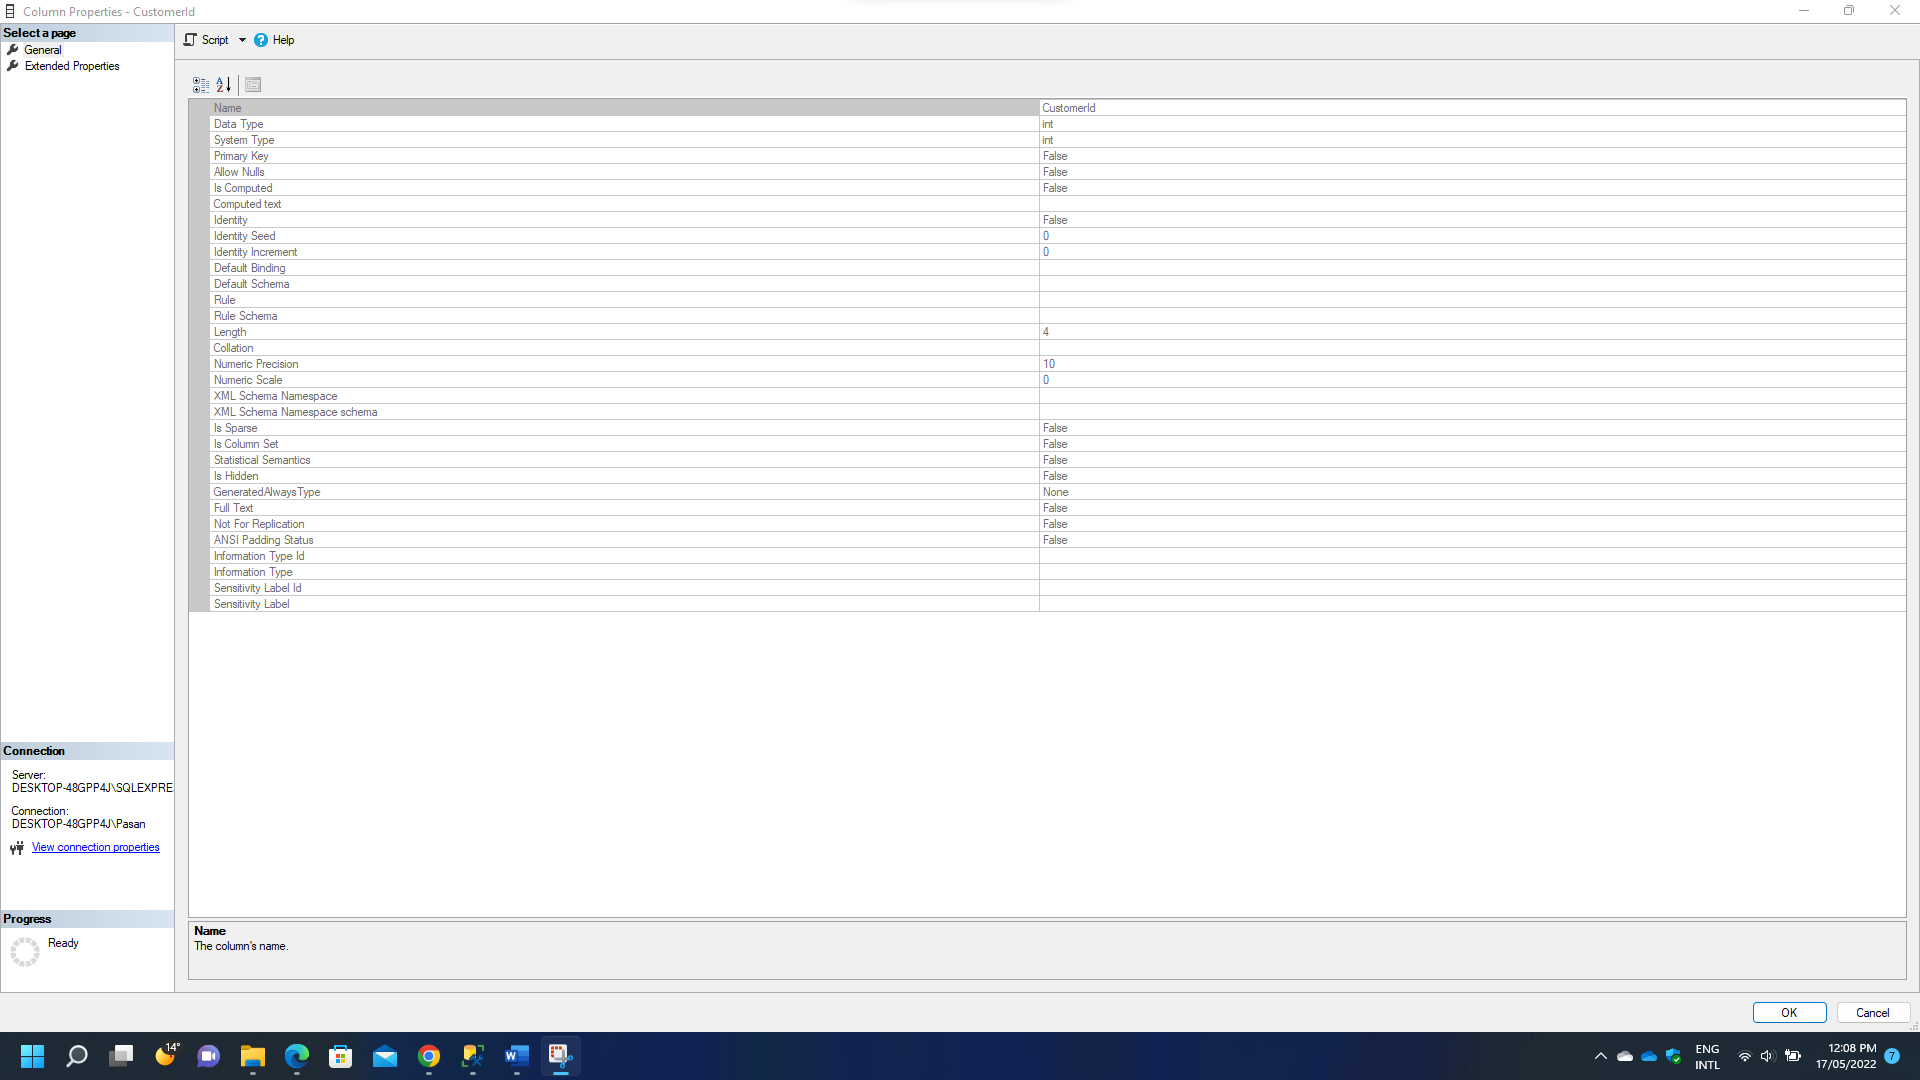 Column Properties - CustomerId
Select a page
General
Extended Properties
Script
Help
Name CustomerId
Data Type int
System Type int
Primary Key False
Allow Nulls False
Is Computed False
Computed text
Identity False
Identity Seed 0
Identity Increment 0
Default Binding
Default Schema
Rule
Rule Schema
Length 4
Collation
Numeric Precision 10
Numeric Scale 0
XML Schema Namespace
XML Schema Namespace schema
Is Sparse False
Is Column Set False
Statistical Semantics False
Is Hidden False
GeneratedAlwaysType None
Full Text False
Not For Replication False
ANSI Padding Status False
Information Type Id
Information Type
Sensitivity Label Id
Sensitivity Label
Connection
Server:
DESKTOP-48GPP4J\SQLEXPRE
Connection:
DESKTOP-48GPP4J\Pasan
View connection properties
Progress
Ready
Name
The column's name.
OK
Cancel
14°
ENG
INTL
12:08 PM
17/05/2022
7